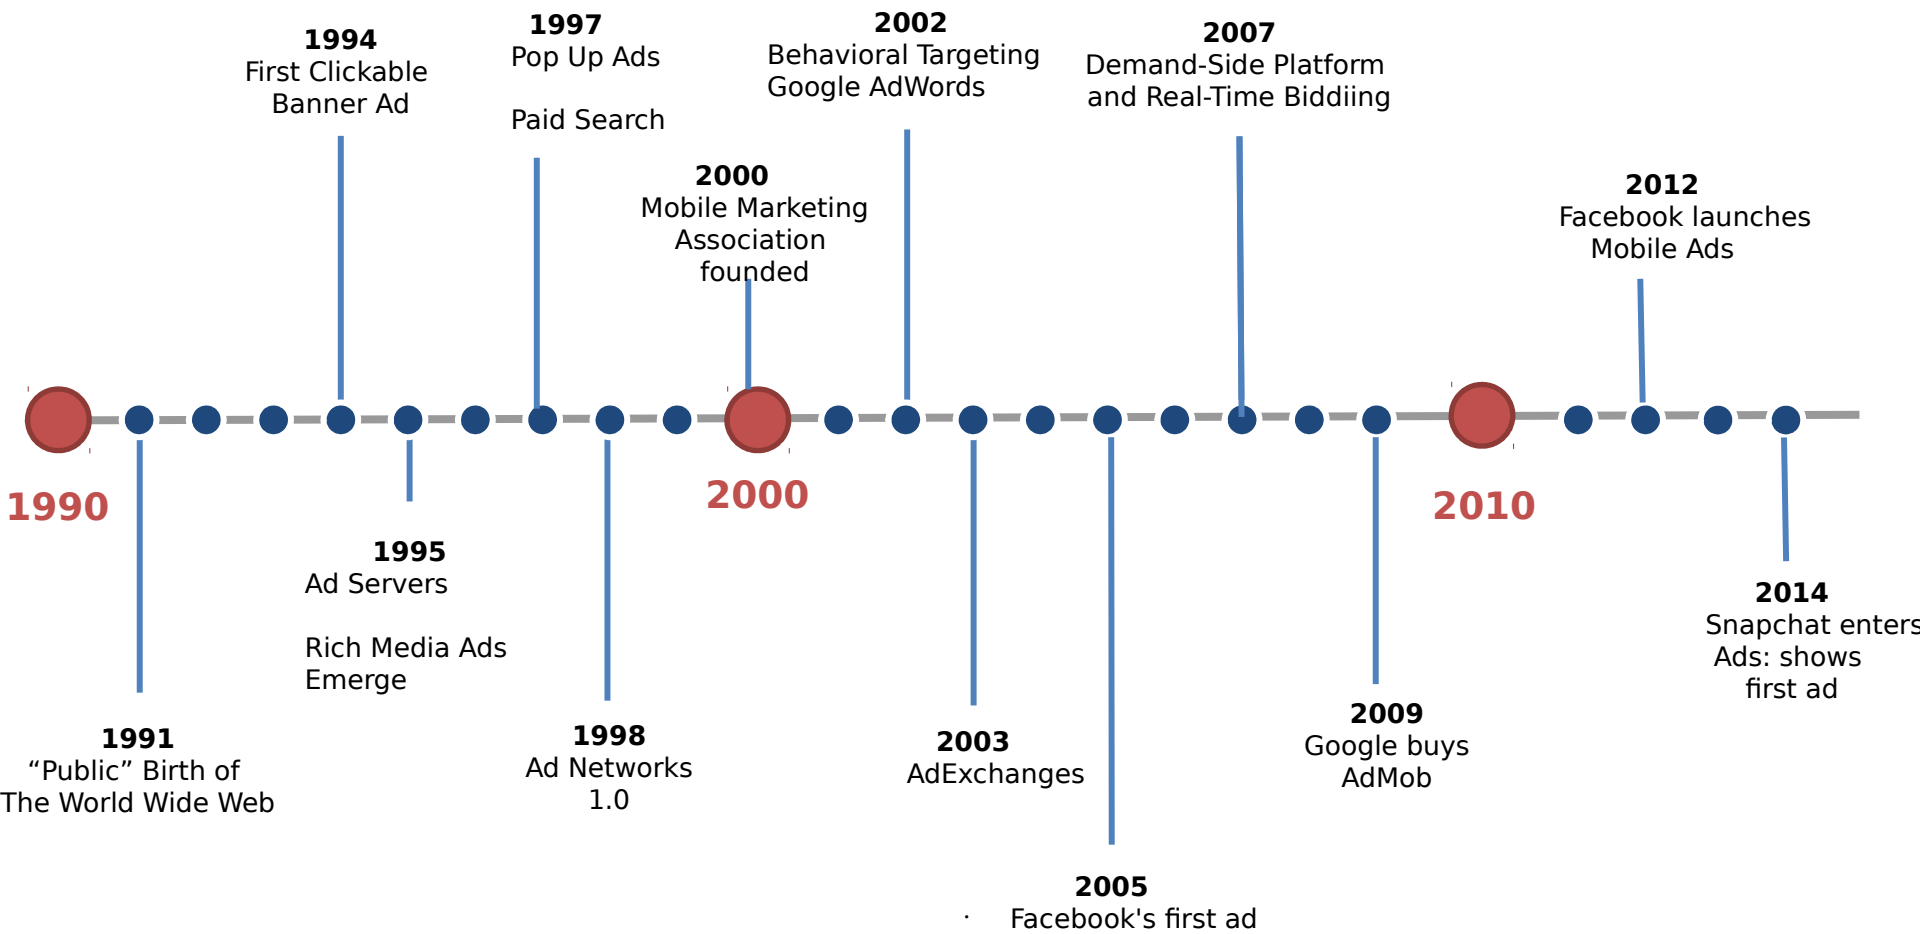 1994
First Clickable
Banner Ad
1997
Pop Up Ads
Paid Search
2000
Mobile Marketing
Association
founded
2002
Behavioral Targeting
Google AdWords
2007
Demand-Side Platform
and Real-Time Biddiing
2012
Facebook launches
Mobile Ads
1990
2000
2010
1991
“Public” Birth of
The World Wide Web
1995
Ad Servers
Rich Media Ads
Emerge
1998
Ad Networks
1.0
2003
AdExchanges
2005
· Facebook's first ad
2009
Google buys
AdMob
2014
Snapchat enters
Ads: shows
first ad